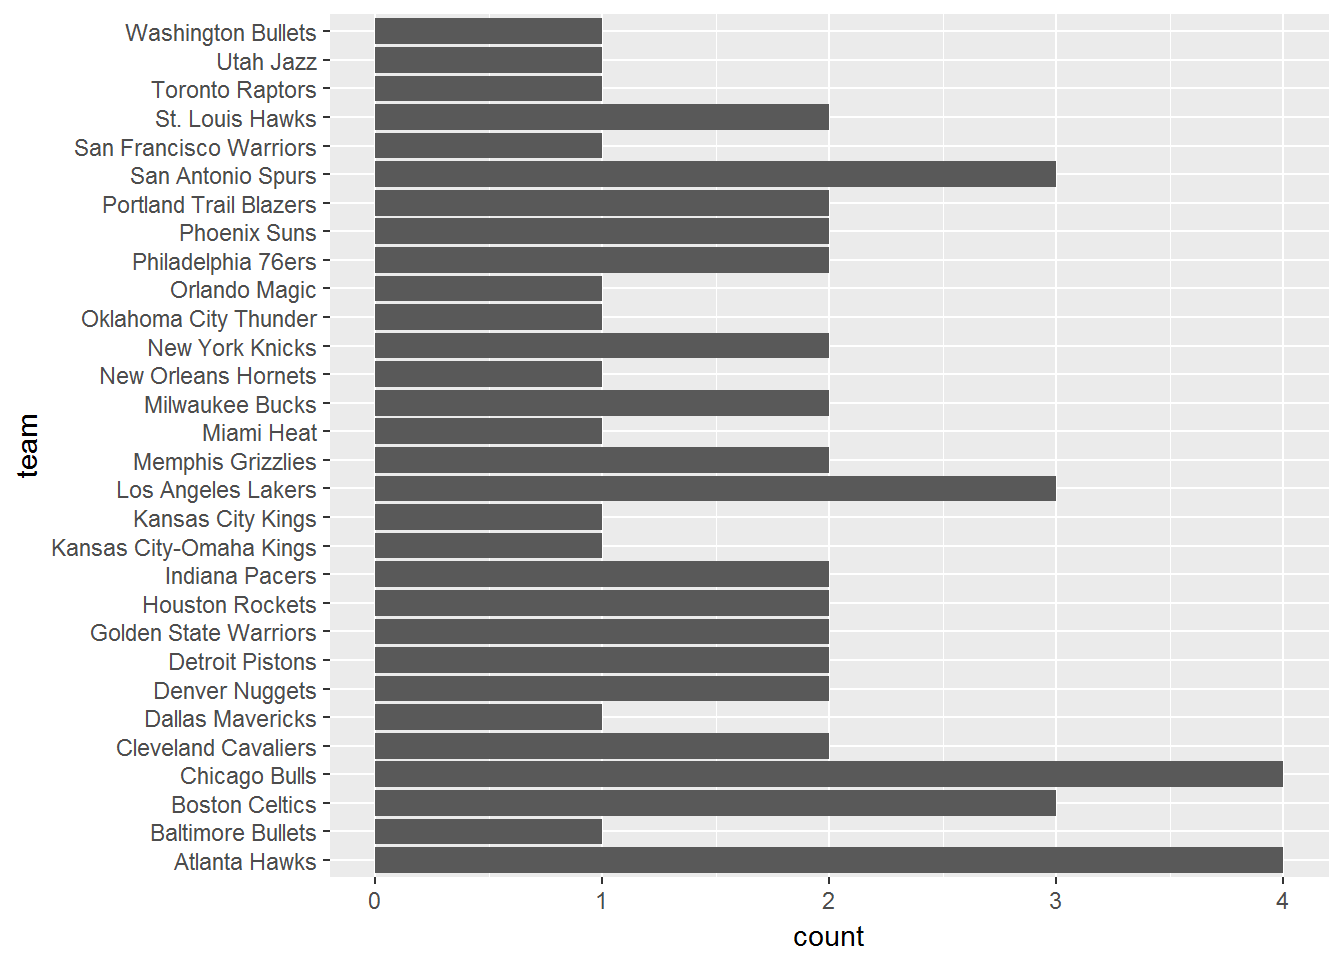 Washington Bullets
Utah Jazz
Toronto Raptors
St. Louis Hawks
San Francisco Warriors
San Antonio Spurs
Portland Trail Blazers
Phoenix Suns
Philadelphia 76ers
Orlando Magic
Oklahoma City Thunder
New York Knicks
New Orleans Hornets
Milwaukee Bucks
Miami Heat
Memphis Grizzlies
Los Angeles Lakers
Kansas City Kings
Kansas City-Omaha Kings
Indiana Pacers
Houston Rockets
Golden State Warriors
Detroit Pistons
Denver Nuggets
Dallas Mavericks
Cleveland Cavaliers
Chicago Bulls
Boston Celtics
Baltimore Bullets
Atlanta Hawks
team
0 1 2 3 4
count